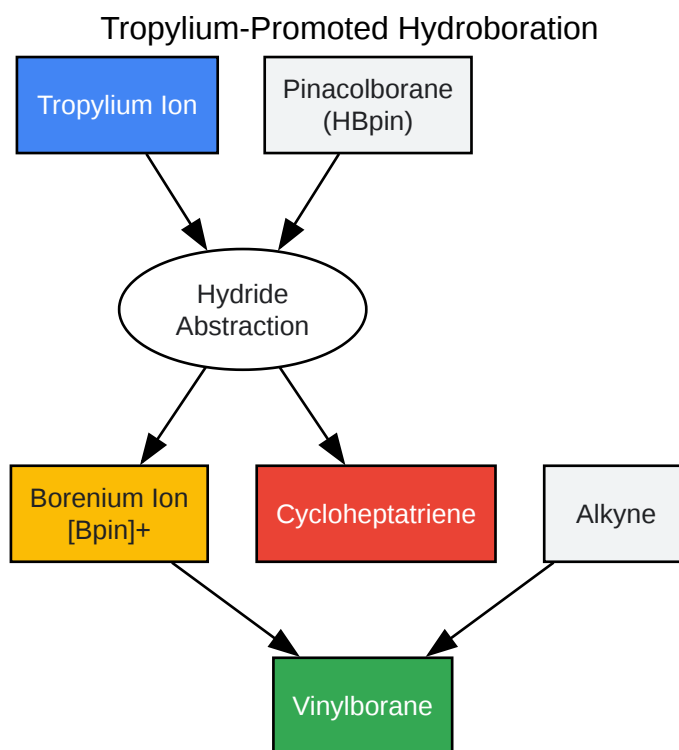 Tropylium-Promoted Hydroboration
Tropylium Ion
Pinacolborane
(HBpin)
Hydride
Abstraction
Borenium Ion
[Bpin]+
Cycloheptatriene
Alkyne
Vinylborane